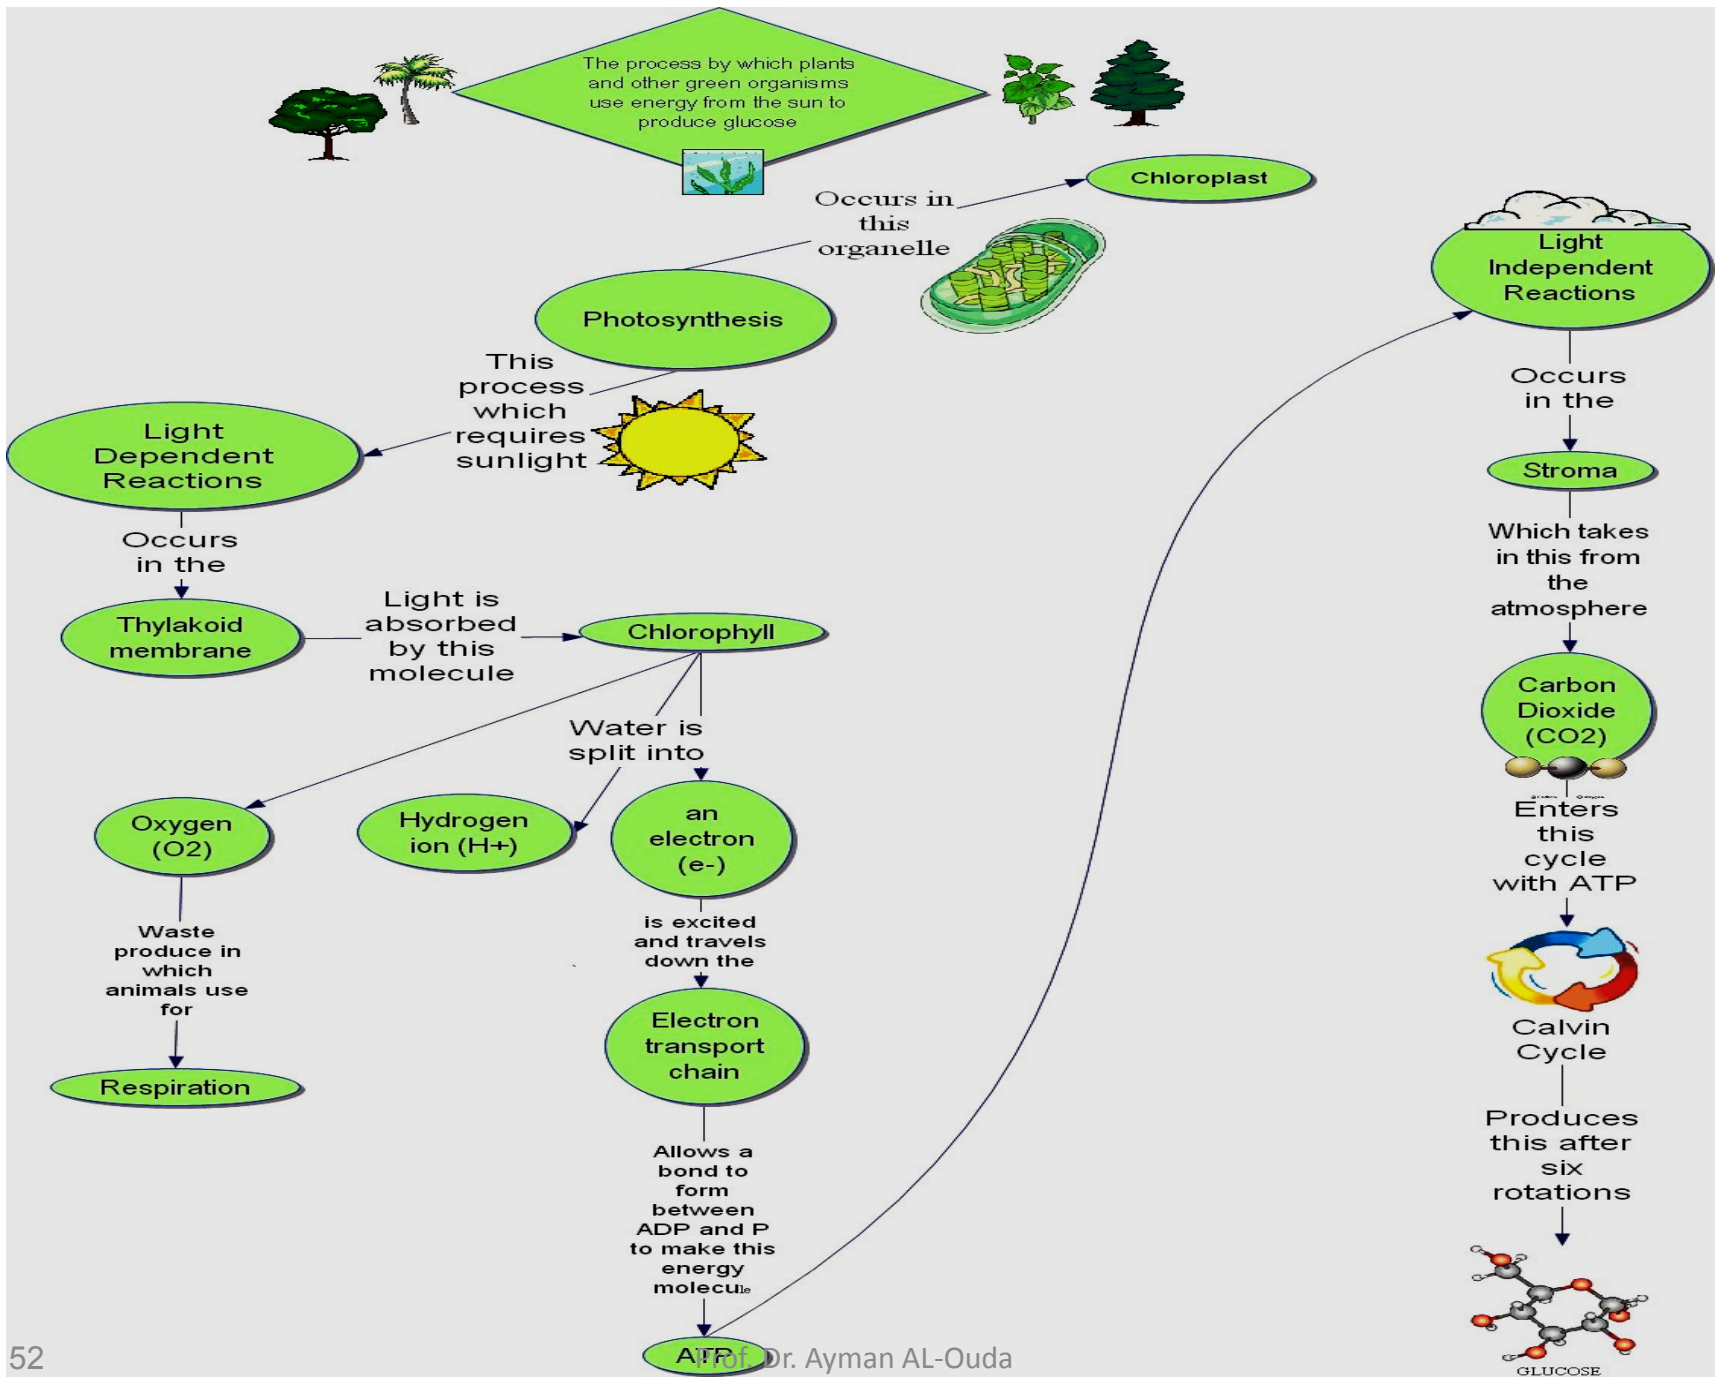 The process by which plants
and other green organisms
use energy from the sun to
produce glucose
Chloroplast
Occurs in
this
organelle
Photosynthesis
This
process
which
requires
sunlight
Light
Dependent
Reactions
Occurs
in the
Thylakoid
membrane
Light is
absorbed
by this
molecule
Chlorophyll
Water is
split into
Oxygen
(O2)
Hydrogen
ion (H+)
an
electron
(e-)
Waste
produce in
which
animals use
for
Respiration
is excited
and travels
down the
Electron
transport
chain
Allows a
bond to
form
between
ADP and P
to make this
energy
molecule
ATP
Light
Independent
Reactions
Occurs
in the
Stroma
Which takes
in this from
the
atmosphere
Carbon
Dioxide
(CO2)
Enters
this
cycle
with ATP
Calvin
Cycle
Produces
this after
six
rotations
GLUCOSE
52
Prof. Dr. Ayman AL-Ouda